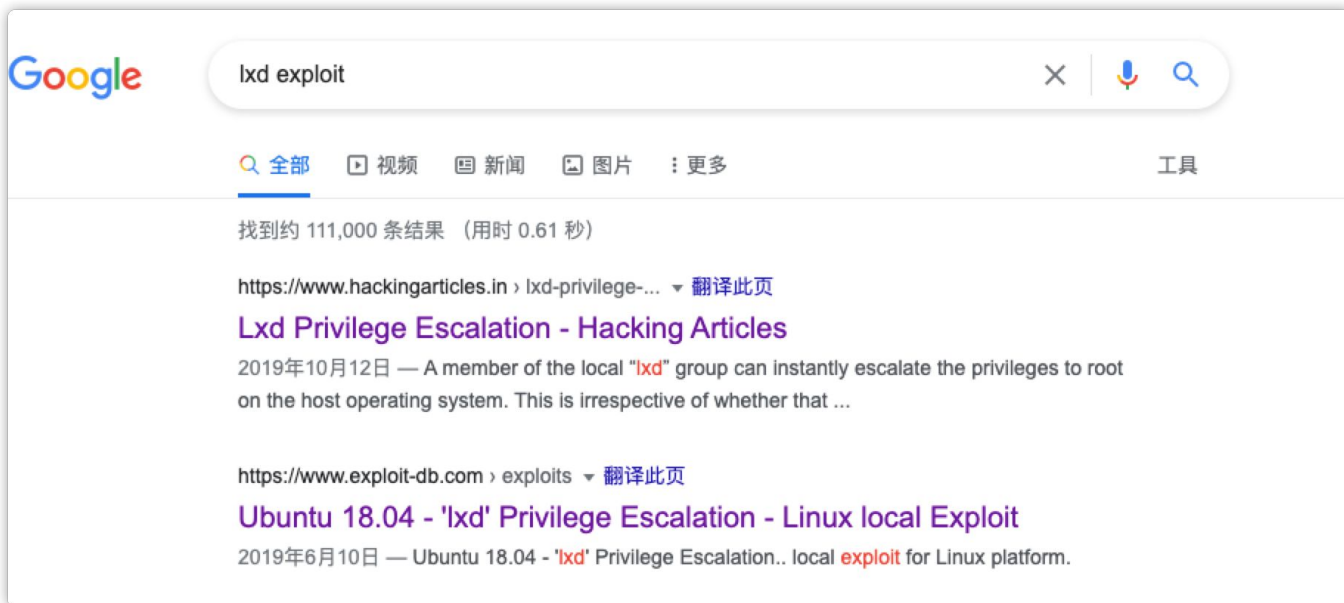 Google
lxd exploit
全部 视频 新闻 图片 更多 工具
找到约 111,000 条结果 （用时 0.61 秒）
https://www.hackingarticles.in › lxd-privilege-... 翻译此页
Lxd Privilege Escalation - Hacking Articles
2019年10月12日 — A member of the local “lxd” group can instantly escalate the privileges to root
on the host operating system. This is irrespective of whether that ...
https://www.exploit-db.com › exploits 翻译此页
Ubuntu 18.04 - 'lxd' Privilege Escalation - Linux local Exploit
2019年6月10日 — Ubuntu 18.04 - 'lxd' Privilege Escalation.. local exploit for Linux platform.